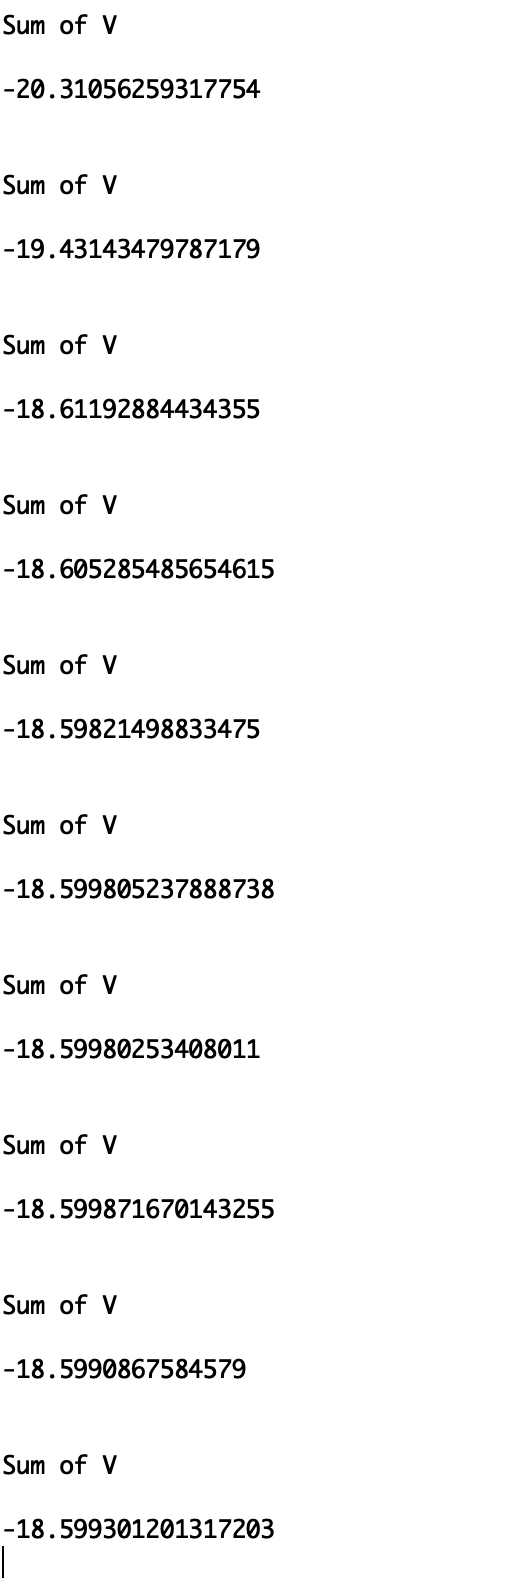 Sum of V
-20.31056259317754
Sum of V
-19.43143479787179
Sum of V
-18.61192884434355
Sum of V
-18.605285485654615
Sum of V
-18.59821498833475
Sum of V
-18.599805237888738
Sum of V
-18.59980253408011
Sum of V
-18.599871670143255
Sum of V
-18.5990867584579
Sum of V
-18.599301201317203